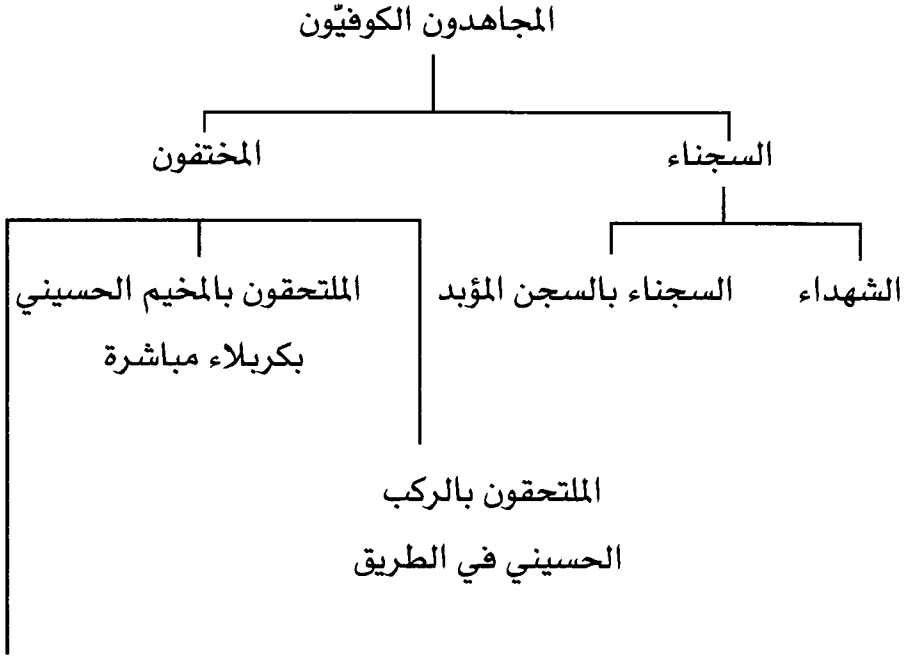 المجاهدون الكوفيّون
السجناء
المختفون
الشهداء
السجناء بالسجن المؤبد
الملتحقون بالمخيم الحسيني
بكربلاء مباشرة
الملتحقون بالركب
الحسيني في الطريق